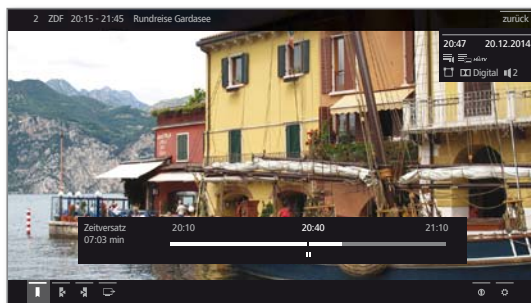 2 ZDF 20:15 - 21:45 Rundreise Gardasee zurück
20:47 20.12.2014
HbbTV
Digital 2
Zeitversatz 20:10 20:40 21:10
07:03 min